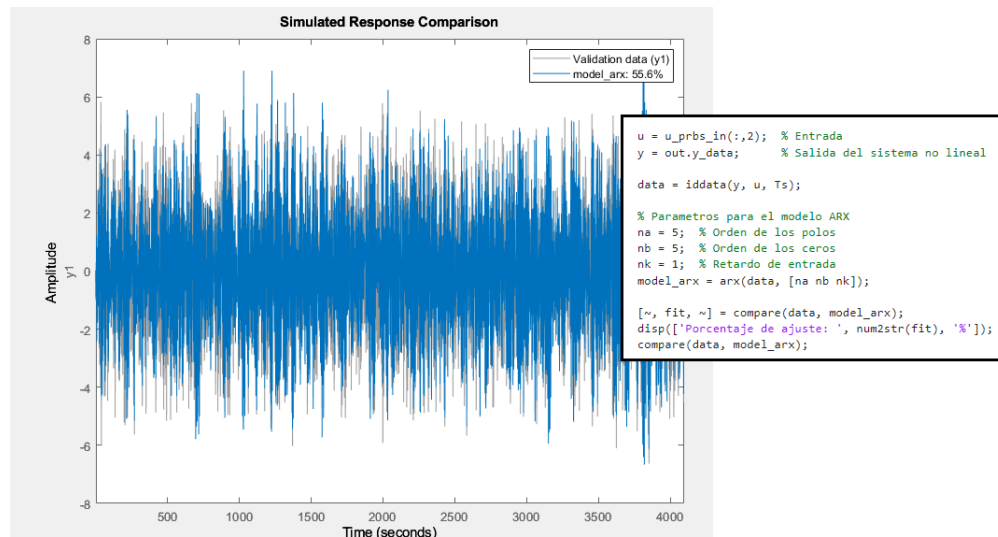 Simulated Response Comparison
8
6
4
2
0
-2
-4
-6
-8
Amplitude
y1
Validation data (y1)
model_arx: 55.6%
500
1000
1500
2000
2500
3000
3500
4000
Time (seconds)
u = u_prbs_in(:,2);  % Entrada
y = out.y_data;      % Salida del sistema no lineal
data = iddata(y, u, Ts);
% Parametros para el modelo ARX
na = 5;  % Orden de los polos
nb = 5;  % Orden de los ceros
nk = 1;  % Retardo de entrada
model_arx = arx(data, [na nb nk]);
[~, fit, ~] = compare(data, model_arx);
disp(['Porcentaje de ajuste: ', num2str(fit), '%']);
compare(data, model_arx);